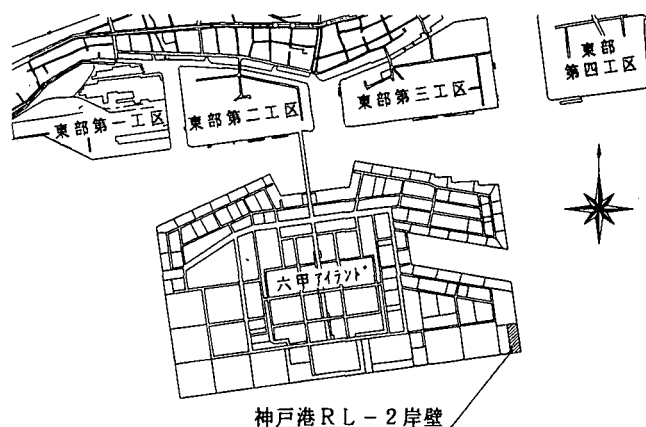 東部
第四工区
東部第一工区
東部第二工区
東部第三工区
六甲アイランド
神戸港RL-2岸壁